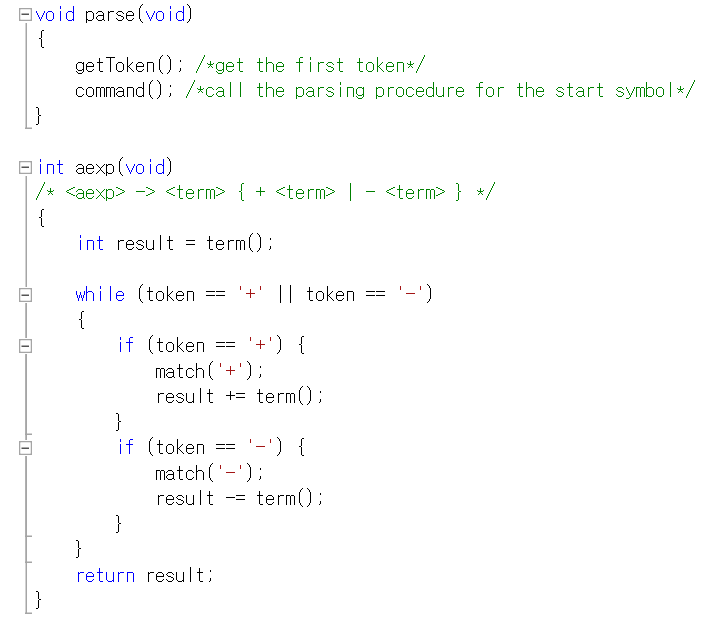 void parse(void)
{
    getToken(); /*get the first token*/
    command(); /*call the parsing procedure for the start symbol*/
}

int aexp(void)
/* <aexp> -> <term> { + <term> | - <term> } */
{
    int result = term();

    while (token == '+' || token == '-')
    {
        if (token == '+') {
            match('+');
            result += term();
        }
        if (token == '-') {
            match('-');
            result -= term();
        }
    }
    return result;
}